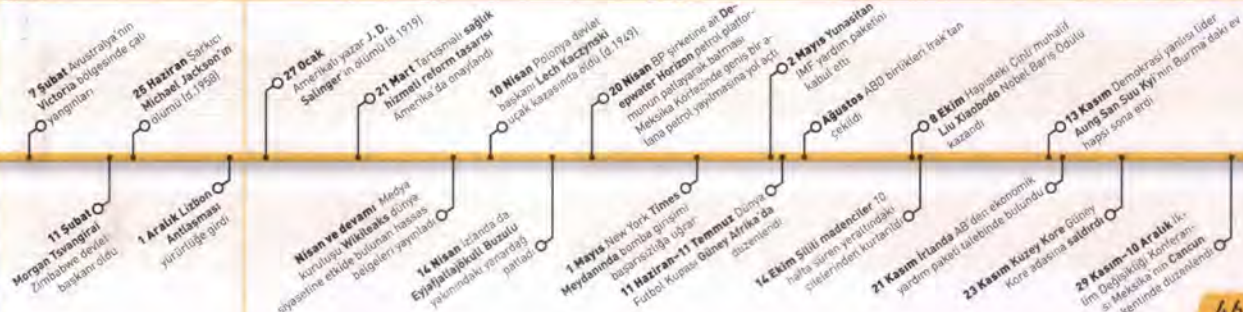 7 Şubat Avustralya'nın
Victoria bölgesinde çalı
yangınları
25 Haziran Şarkıcı
Michael Jackson'ın
ölümü (d.1958)
27 Ocak
Amerikalı yazar J. D.
Salinger'ın ölümü (d.1919)
21 Mart Tartışmalı sağlık
hizmeti reform tasarısı
Amerika'da onaylandı
10 Nisan Polonya devlet
başkanı Lech Kaczynski
uçak kazasında öldü (d.1949)
20 Nisan BP şirketine ait De-
epwater Horizon petrol platfor-
munun patlayarak batması
Meksika Körfezinde geniş bir a-
lana petrol yayılmasına yol açtı
2 Mayıs Yunasitan
IMF yardım paketini
kabul etti
Ağustos ABD birlikleri Irak'tan
çekildi
8 Ekim Hapisteki Çinli muhalif
Liu Xiaobodo Nobel Barış Ödülü
kazandı
13 Kasım Demokrasi yanlısı lider
Aung San Suu Kyi'nin Burma'daki ev
hapsi sona erdi
11 Şubat
Morgan Tsvangirai
Zimbabwe devlet
başkanı oldu
1 Aralık Lizbon
Antlaşması
yürürlüğe girdi
Nisan ve devamı Medya
kuruluşu Wikileaks dünya
siyasetine etkide bulunan hassas
belgeleri yayınladı
14 Nisan İzlanda'da
Eyjafjallajökull Buzulu
yakınındaki yanardağ
patladı
1 Mayıs New York Times
Meydanında bomba girişimi
başarısızlığa uğrar
11 Haziran-11 Temmuz Dünya
Futbol Kupası Güney Afrika'da
düzenlendi
14 Ekim Şilili madenciler 10
hafta süren yeraltındaki
çilelerinden kurtarıldı
21 Kasım İrlanda AB'den ekonomik
yardım paketi talebinde bulundu
23 Kasım Kuzey Kore Güney
Kore adasına saldırdı
29 Kasım-10 Aralık İk-
lim Değişikliği Konferan-
sı Meksika'nın Cancun
kentinde düzenlendi